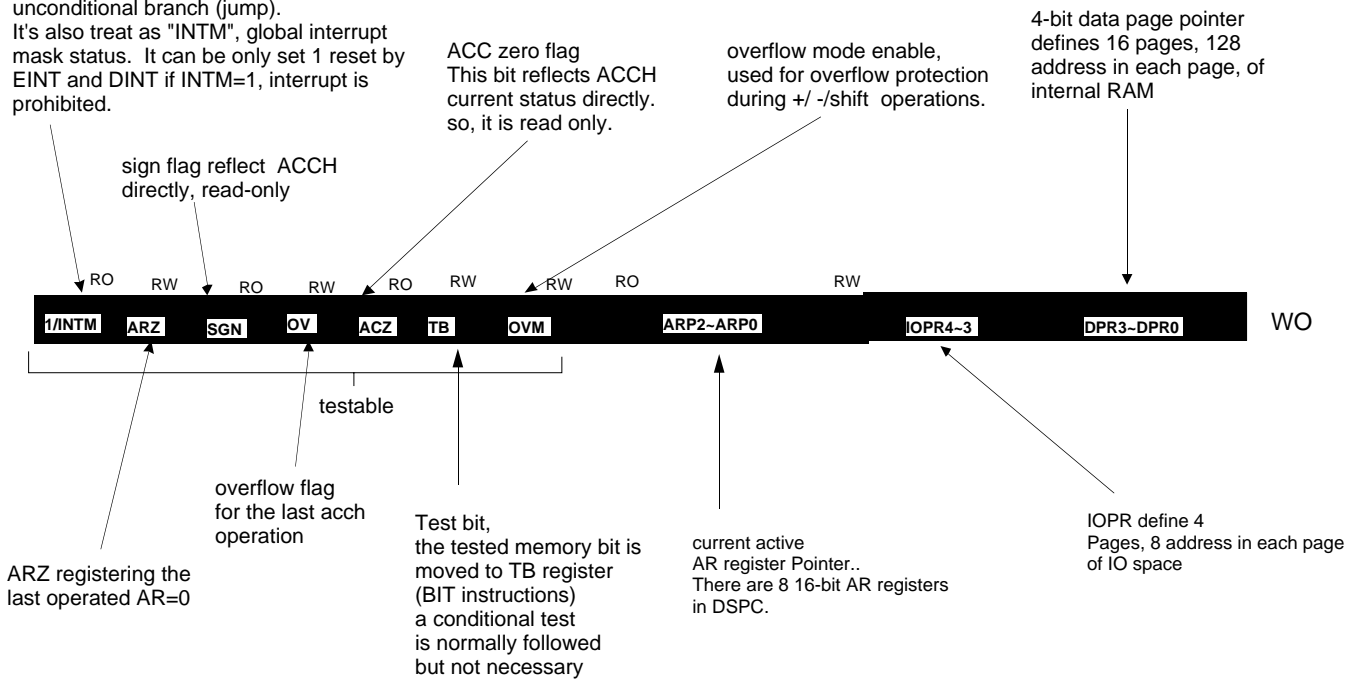 unconditional branch (jump).
It's also treat as "INTM", global interrupt
mask status. It can be only set 1 reset by
EINT and DINT if INTM=1, interrupt is
prohibited.
ACC zero flag
This bit reflects ACCH
current status directly.
so, it is read only.
overflow mode enable,
used for overflow protection
during +/ -/shift operations.
4-bit data page pointer
defines 16 pages, 128
address in each page, of
internal RAM
sign flag reflect ACCH
directly, read-only
RO RW RO RW RO RW RW RO RW
1/INTM ARZ SGN OV ACZ TB OVM ARP2~ARP0 IOPR4~3 DPR3~DPR0 WO
testable
overflow flag
for the last acch
operation
ARZ registering the
last operated AR=0
Test bit,
the tested memory bit is
moved to TB register
(BIT instructions)
a conditional test
is normally followed
but not necessary
current active
AR register Pointer..
There are 8 16-bit AR registers
in DSPC.
IOPR define 4
Pages, 8 address in each page
of IO space